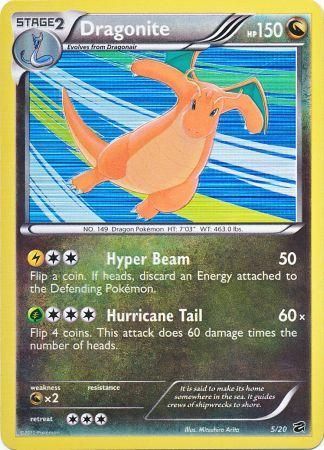 STAGE2
Dragonite
HP150
Evolves from Dragonair
NO. 149 Dragon Pokémon HT: 7'03" WT: 463.0 lbs.
Hyper Beam 50
Flip a coin. If heads, discard an Energy attached to
the Defending Pokémon.
Hurricane Tail 60×
Flip 4 coins. This attack does 60 damage times the
number of heads.
weakness resistance
×2
retreat
It is said to make its home
somewhere in the sea. It guides
crews of shipwrecks to shore.
Illus. Mitsuhiro Arita
5/20